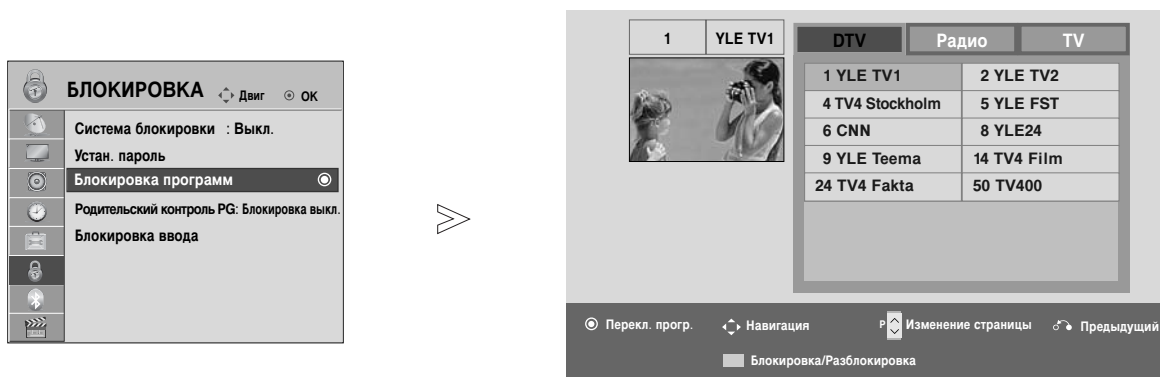 БЛОКИРОВКА Двиг OK
Система блокировки : Выкл.
Устан. пароль
Блокировка программ
Родительский контроль PG: Блокировка выкл.
Блокировка ввода
1 YLE TV1
DTV Радио TV
1 YLE TV1 2 YLE TV2
4 TV4 Stockholm 5 YLE FST
6 CNN 8 YLE24
9 YLE Teema 14 TV4 Film
24 TV4 Fakta 50 TV400
Перекл. прогр. Навигация P Изменение страницы Предыдущий
Блокировка/Разблокировка